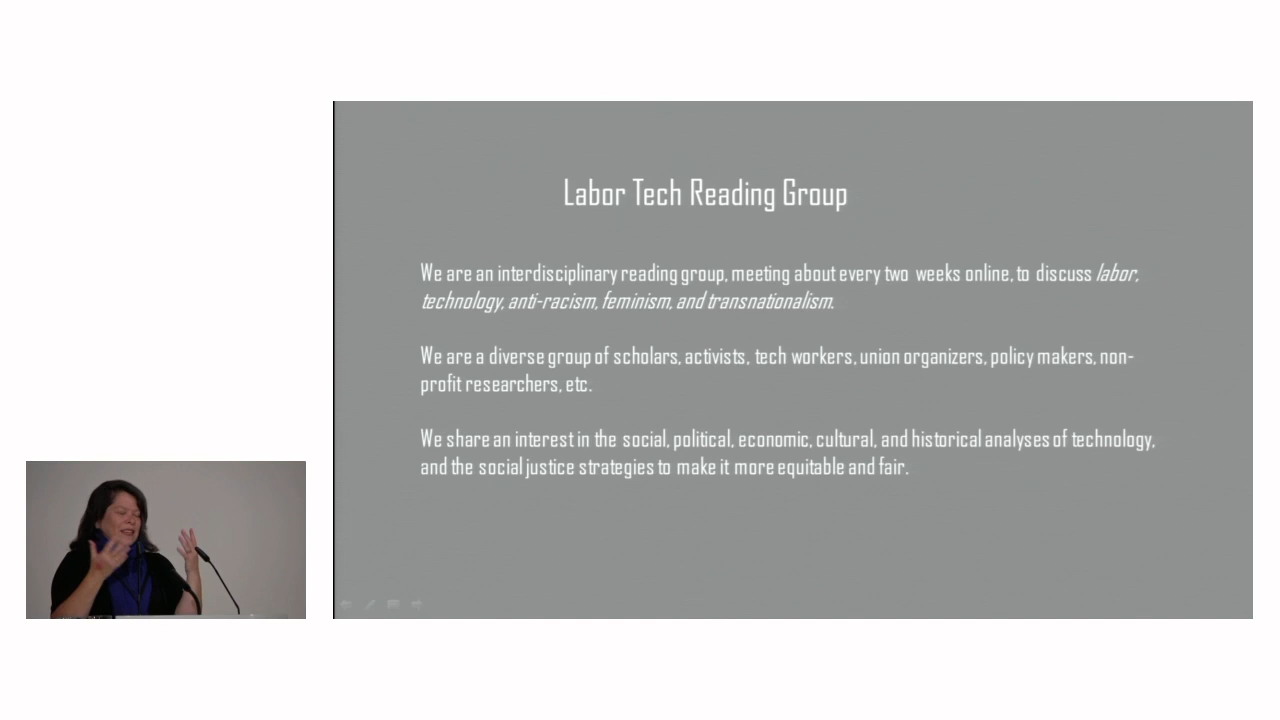 Labor Tech Reading Group
We are an interdisciplinary reading group, meeting about every two weeks online, to discuss labor,
technology, anti-racism, feminism, and transnationalism.
We are a diverse group of scholars, activists, tech workers, union organizers, policy makers, non-
profit researchers, etc.
We share an interest in the social, political, economic, cultural, and historical analyses of technology,
and the social justice strategies to make it more equitable and fair.